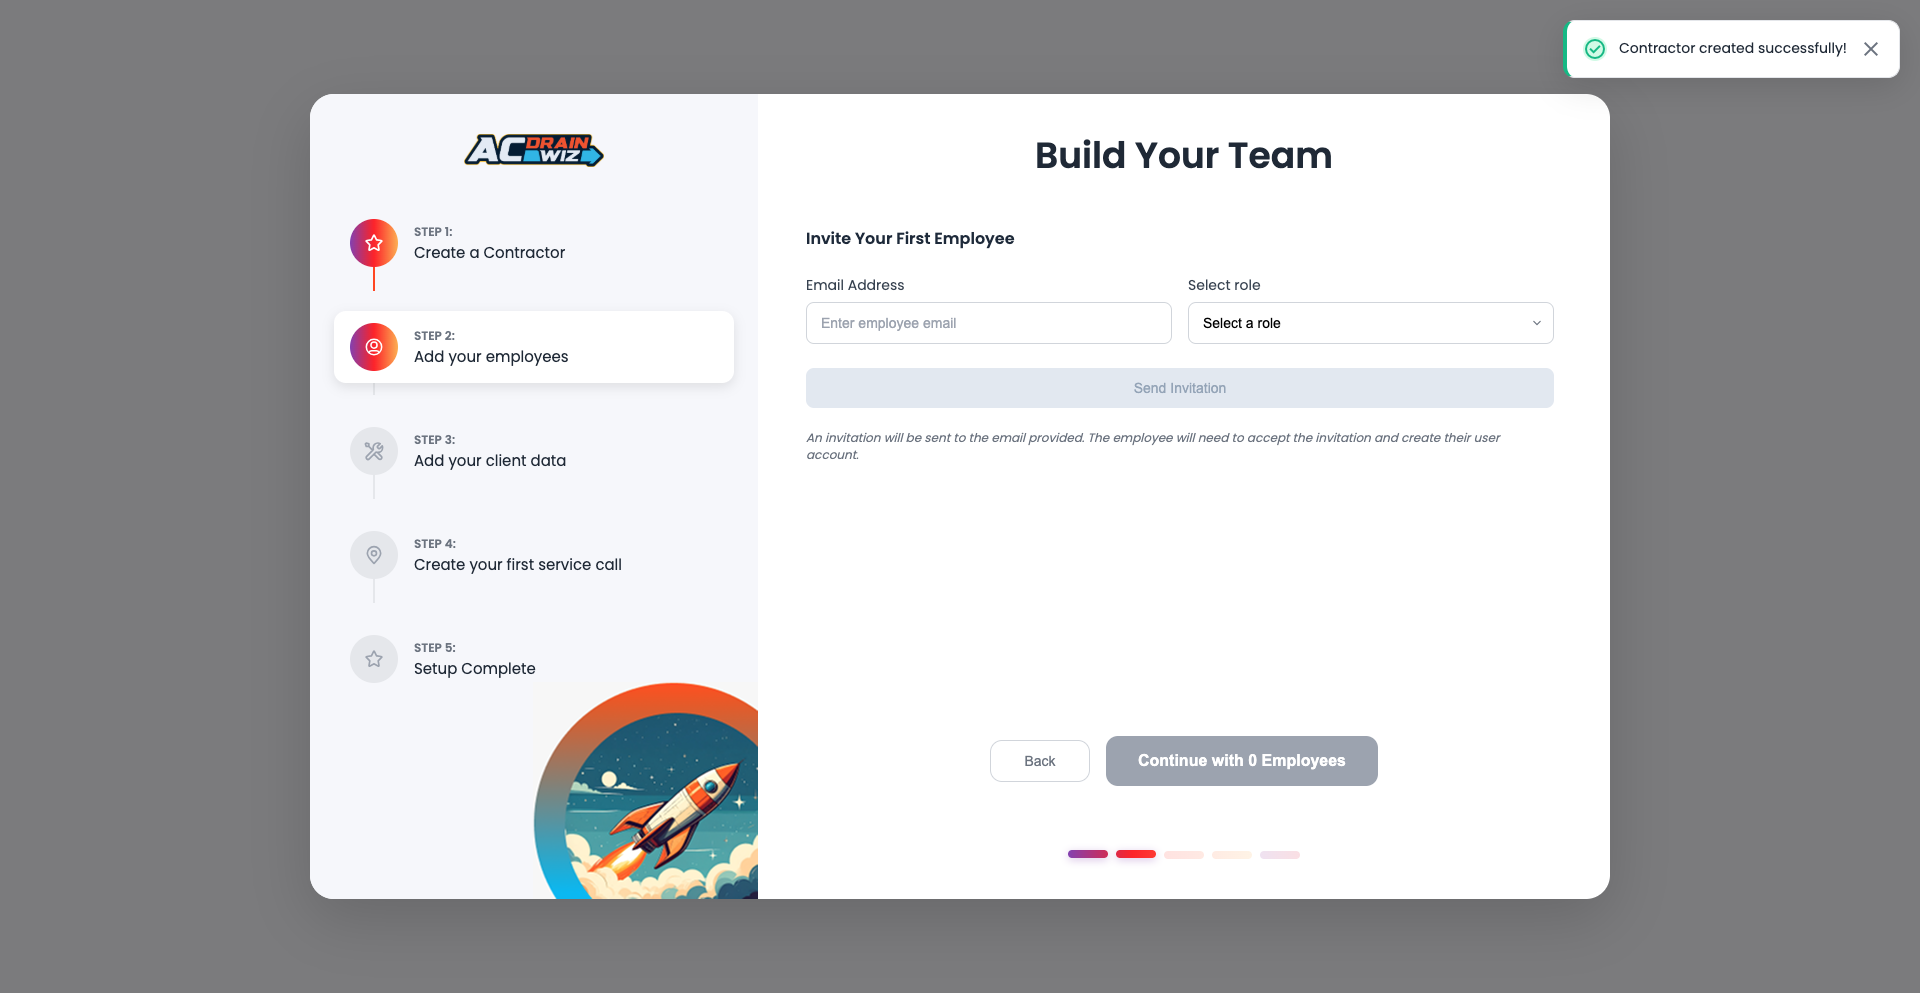 Contractor created successfully!
AC DRAIN WIZ
STEP 1:
Create a Contractor
STEP 2:
Add your employees
STEP 3:
Add your client data
STEP 4:
Create your first service call
STEP 5:
Setup Complete
Build Your Team
Invite Your First Employee
Email Address
Enter employee email
Select role
Select a role
Send Invitation
An invitation will be sent to the email provided. The employee will need to accept the invitation and create their user
account.
Back
Continue with 0 Employees